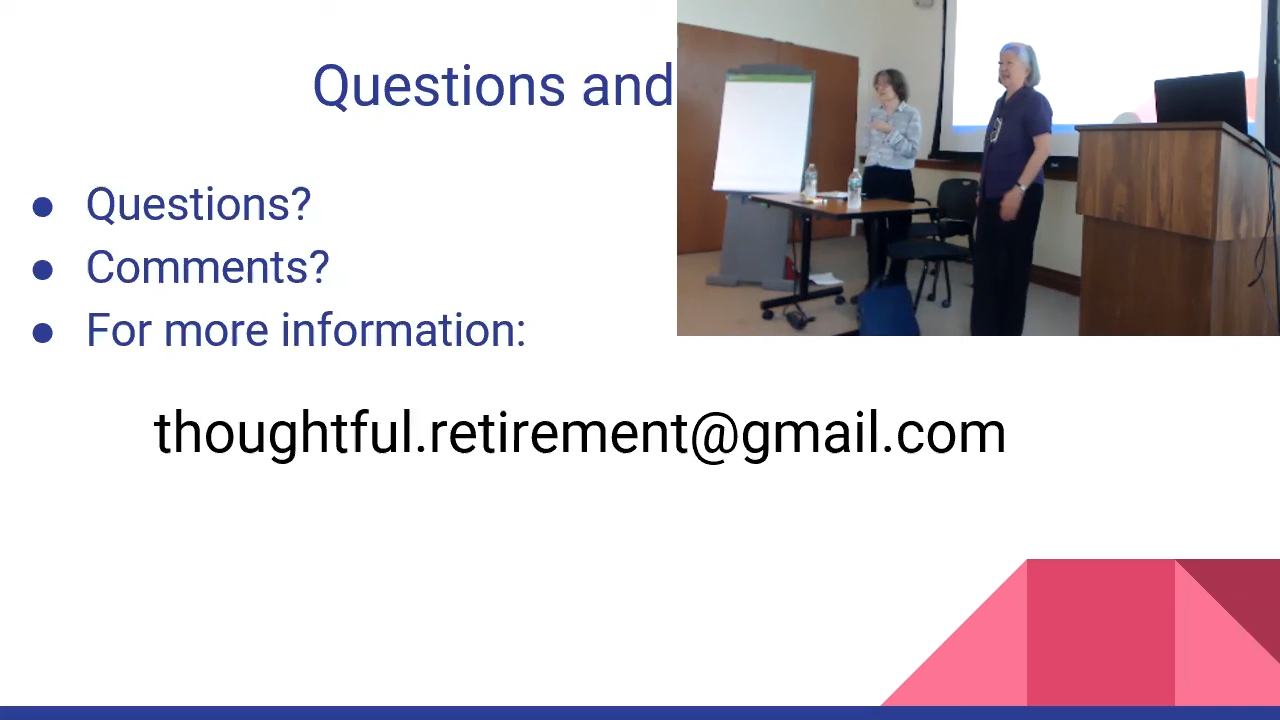 Questions and
Questions?
Comments?
For more information:
thoughtful.retirement@gmail.com